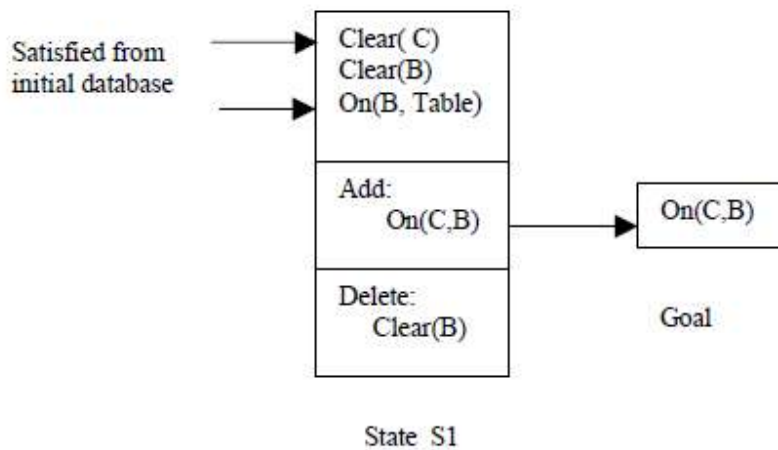 Satisfied from
initial database
Clear( C)
Clear(B)
On(B, Table)
Add:
On(C,B)
Delete:
Clear(B)
On(C,B)
Goal
State S1